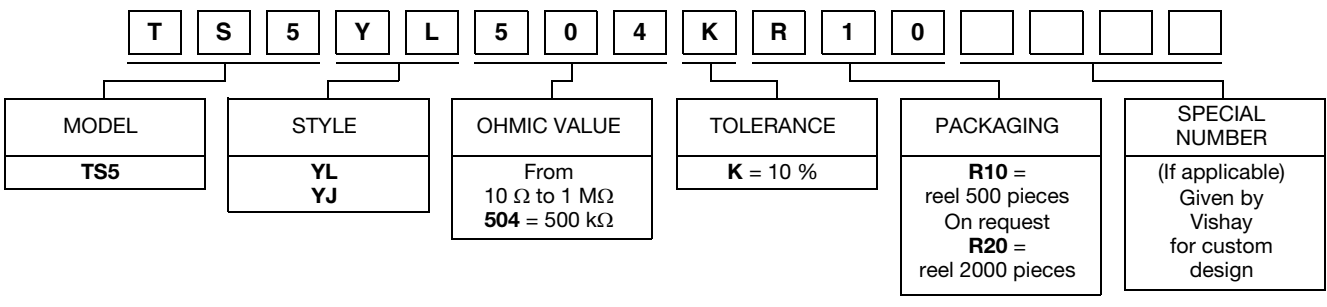 T S 5 Y L 5 0 4 K R 1 0
MODEL
TS5
STYLE
YL
YJ
OHMIC VALUE
From
10 Ω to 1 MΩ
504 = 500 kΩ
TOLERANCE
K = 10 %
PACKAGING
R10 =
reel 500 pieces
On request
R20 =
reel 2000 pieces
SPECIAL
NUMBER
(If applicable)
Given by
Vishay
for custom
design